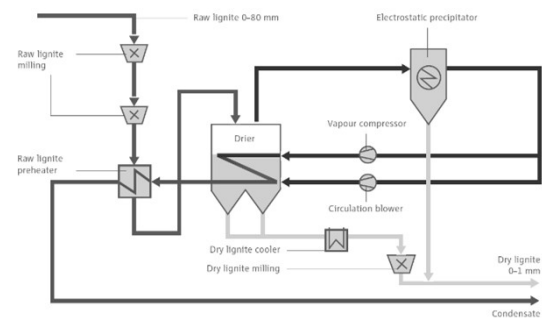 Raw lignite 0–80 mm
Electrostatic precipitator
Raw lignite
milling
Vapour compressor
Drier
Raw lignite
preheater
Circulation blower
Dry lignite cooler
Dry lignite milling
Dry lignite
0–1 mm
Condensate